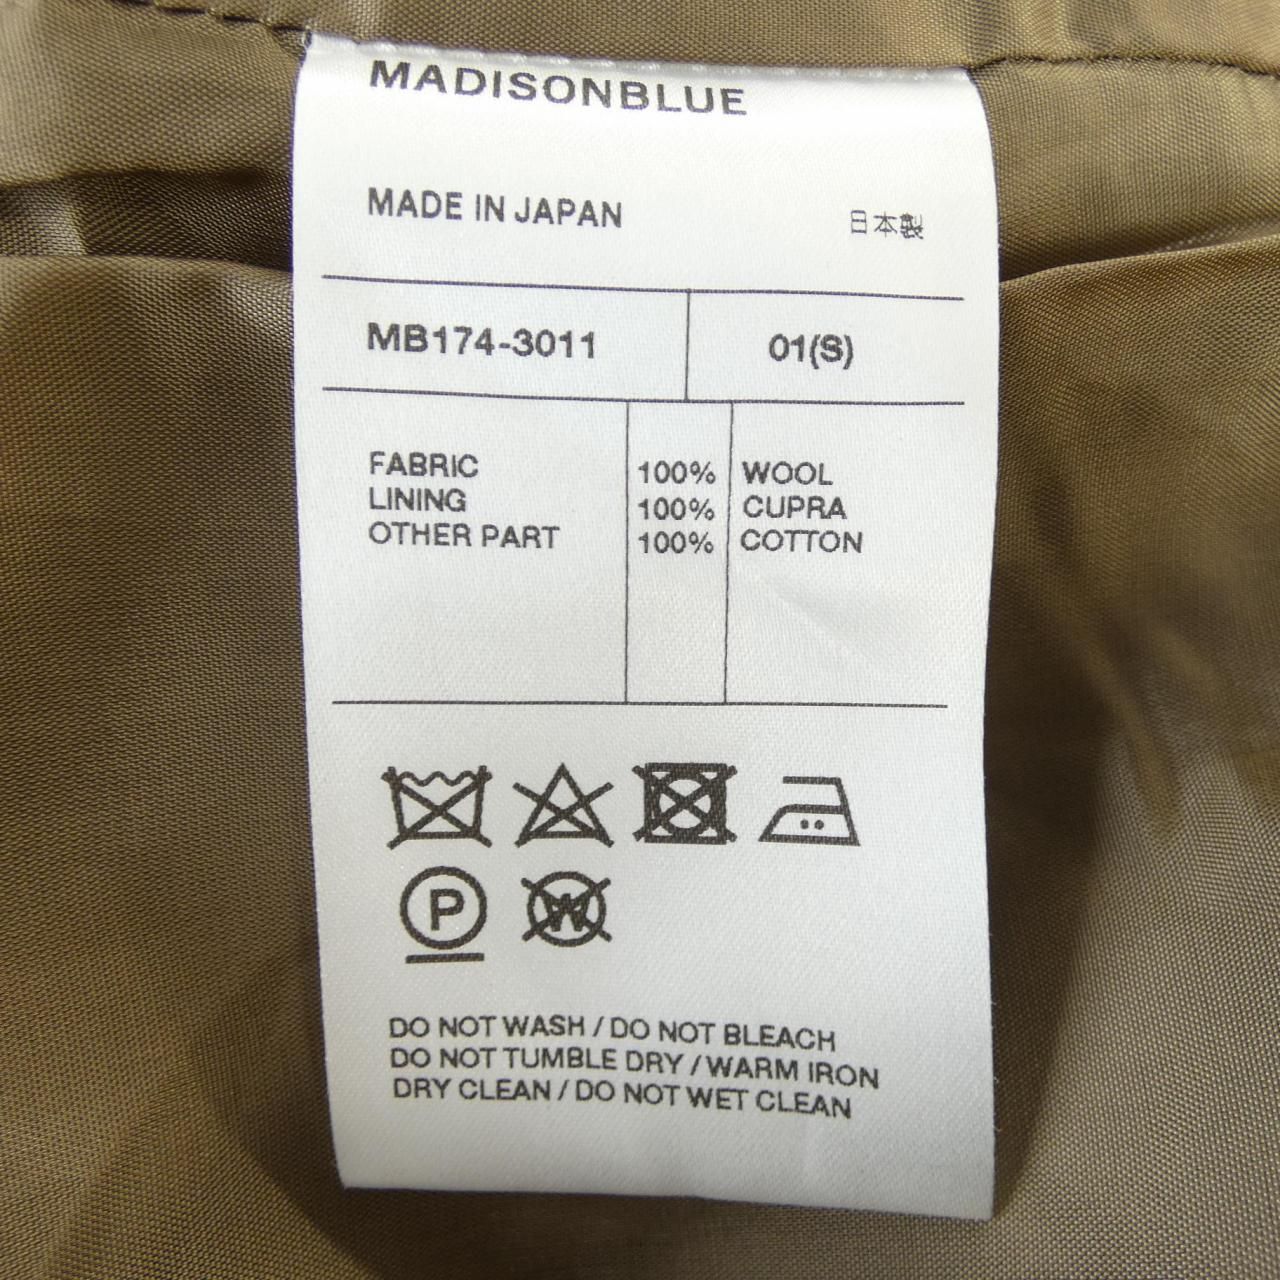 MADISONBLUE
MADE IN JAPAN 日本製
MB174-3011 01(S)
FABRIC 100% WOOL
LINING 100% CUPRA
OTHER PART 100% COTTON
P W
DO NOT WASH / DO NOT BLEACH
DO NOT TUMBLE DRY / WARM IRON
DRY CLEAN / DO NOT WET CLEAN